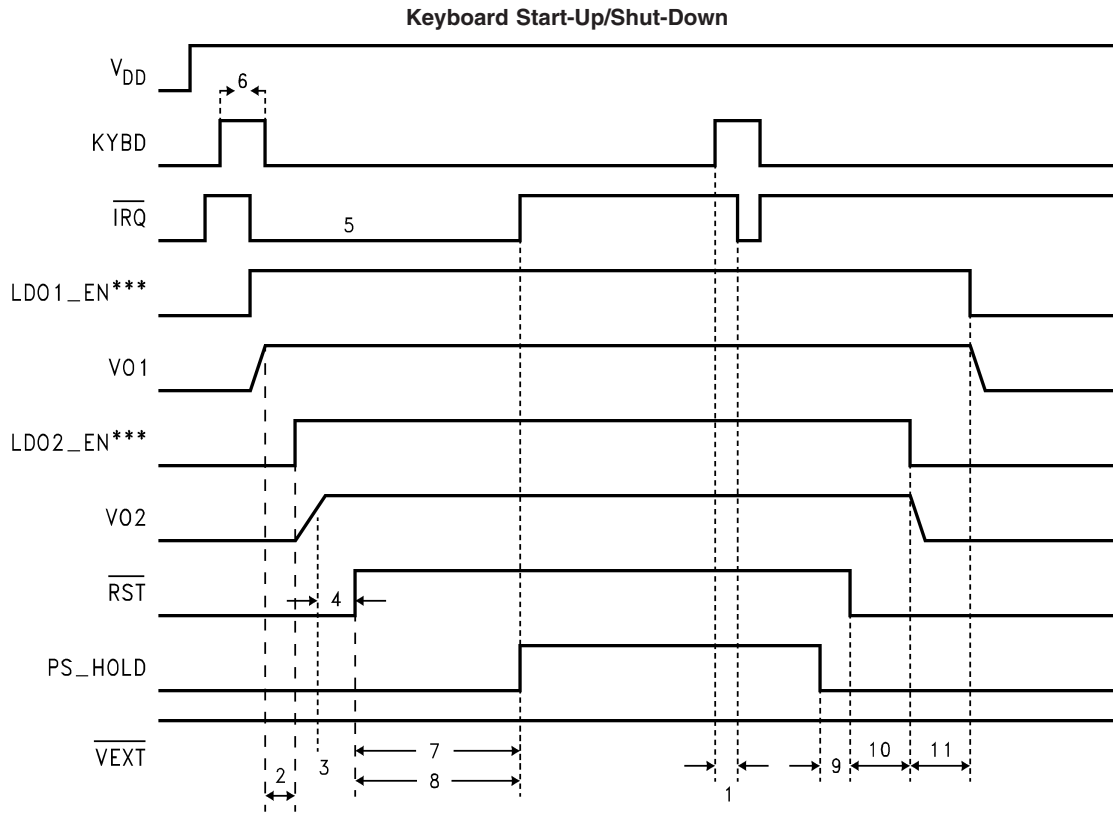 Keyboard Start-Up/Shut-Down
VDD
6
KYBD
IRQ
5
LDO1_EN***
VO1
LDO2_EN***
VO2
RST
4
PS_HOLD
VEXT
2
3
7
8
1
9
10
11